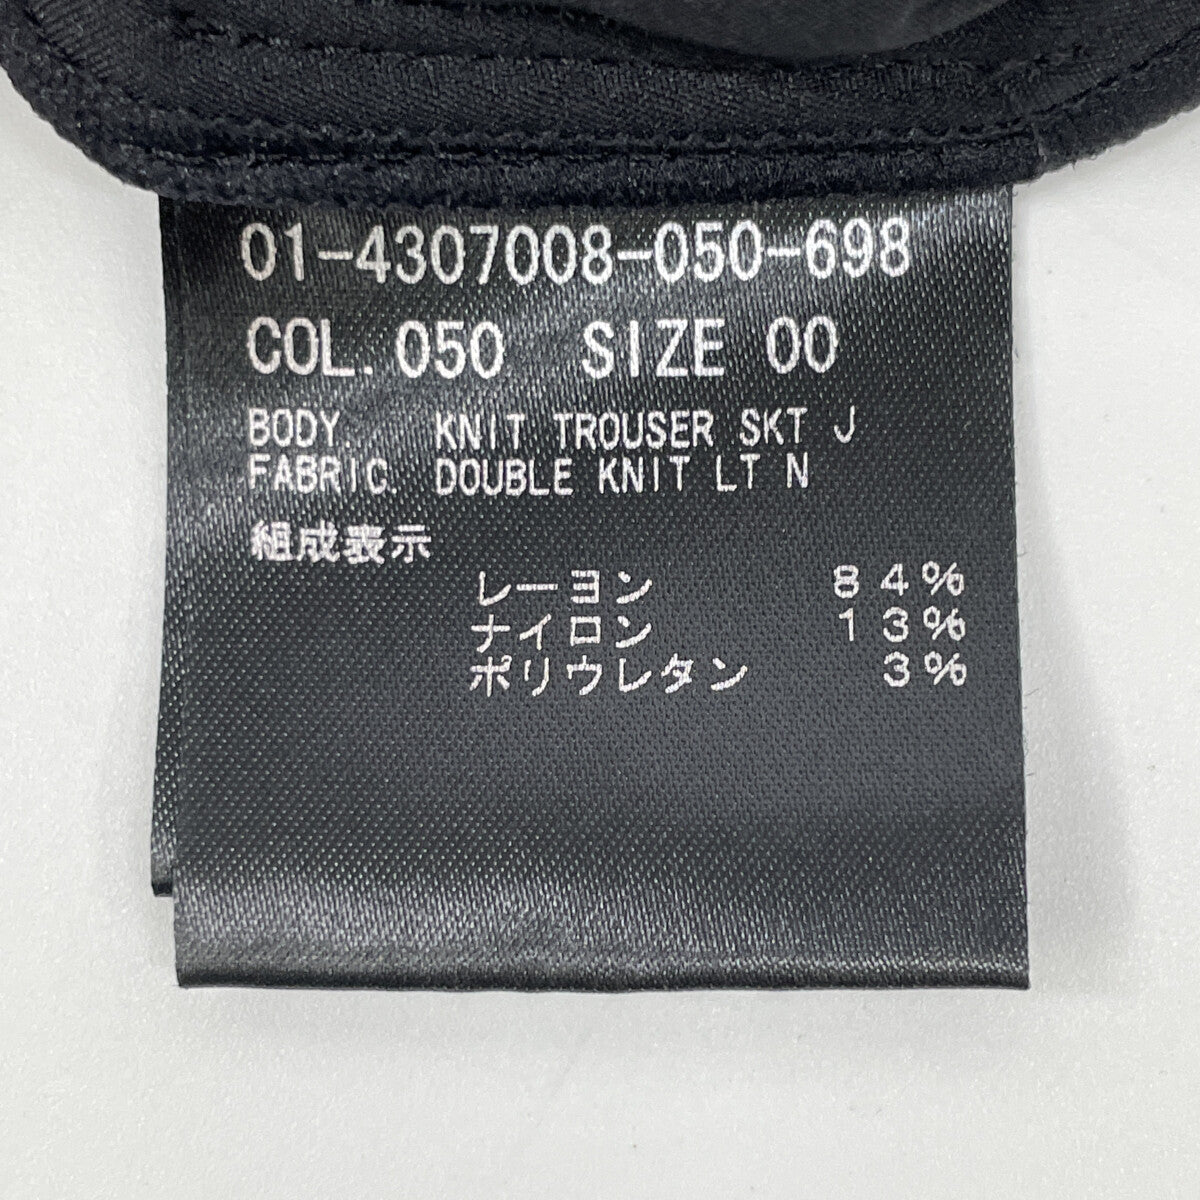 01-4307008-050-698
COL. 050 SIZE 00
BODY. KNIT TROUSER SKT J
FABRIC. DOUBLE KNIT LT N
組成表示
レーヨン 84%
ナイロン 13%
ポリウレタン 3%